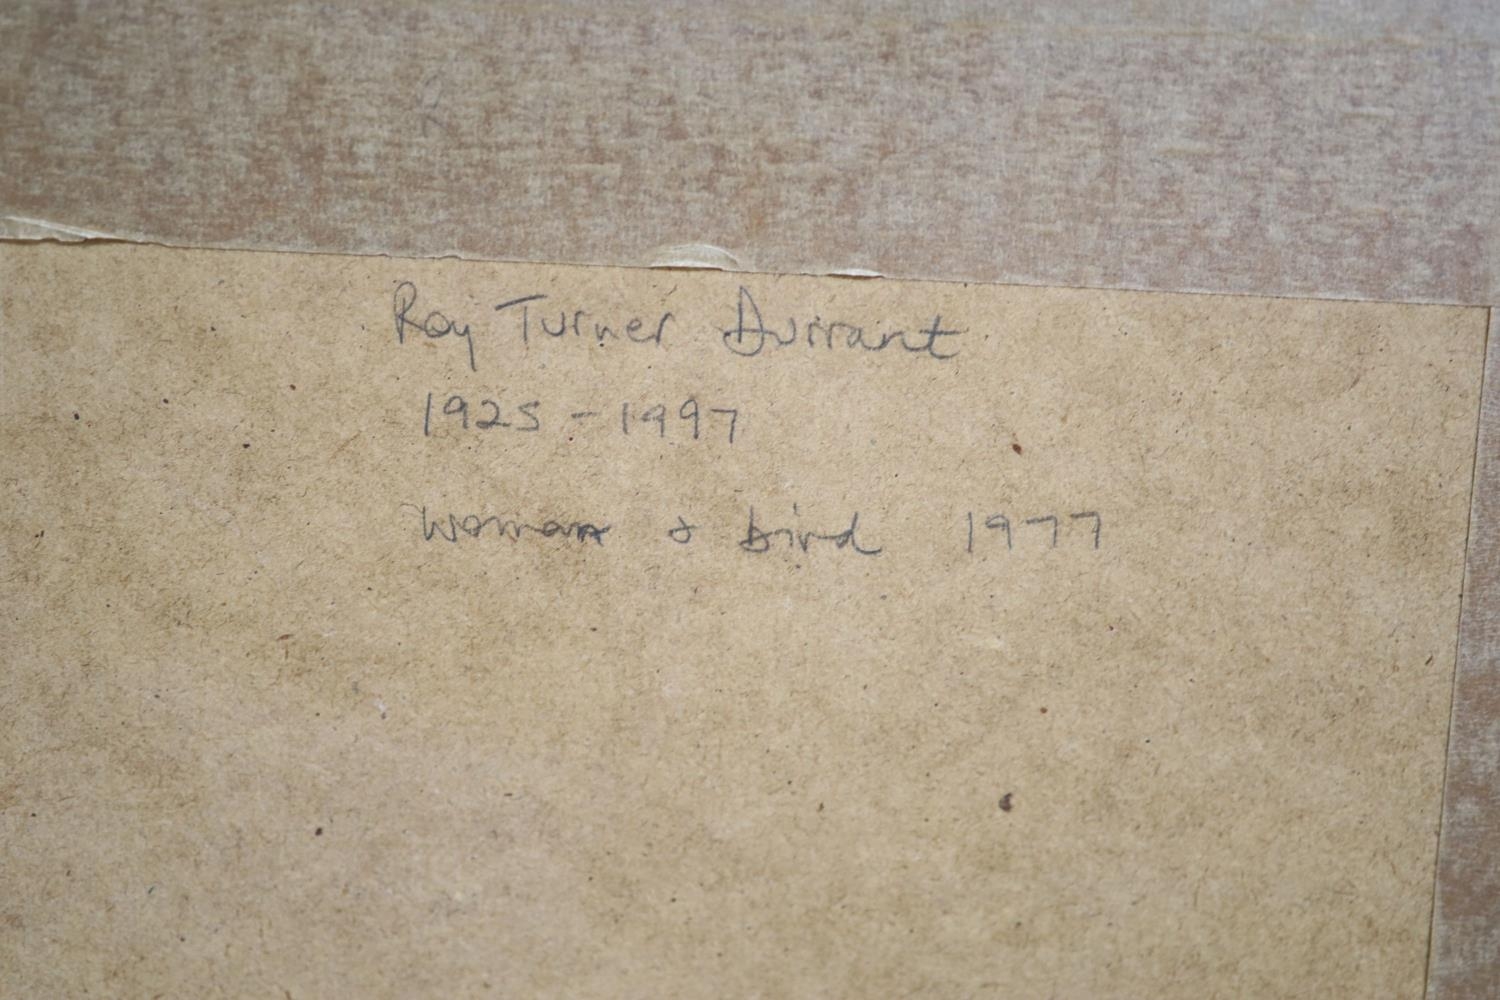 Roy Turner Durrant
1925 - 1997
Woman & bird 1977